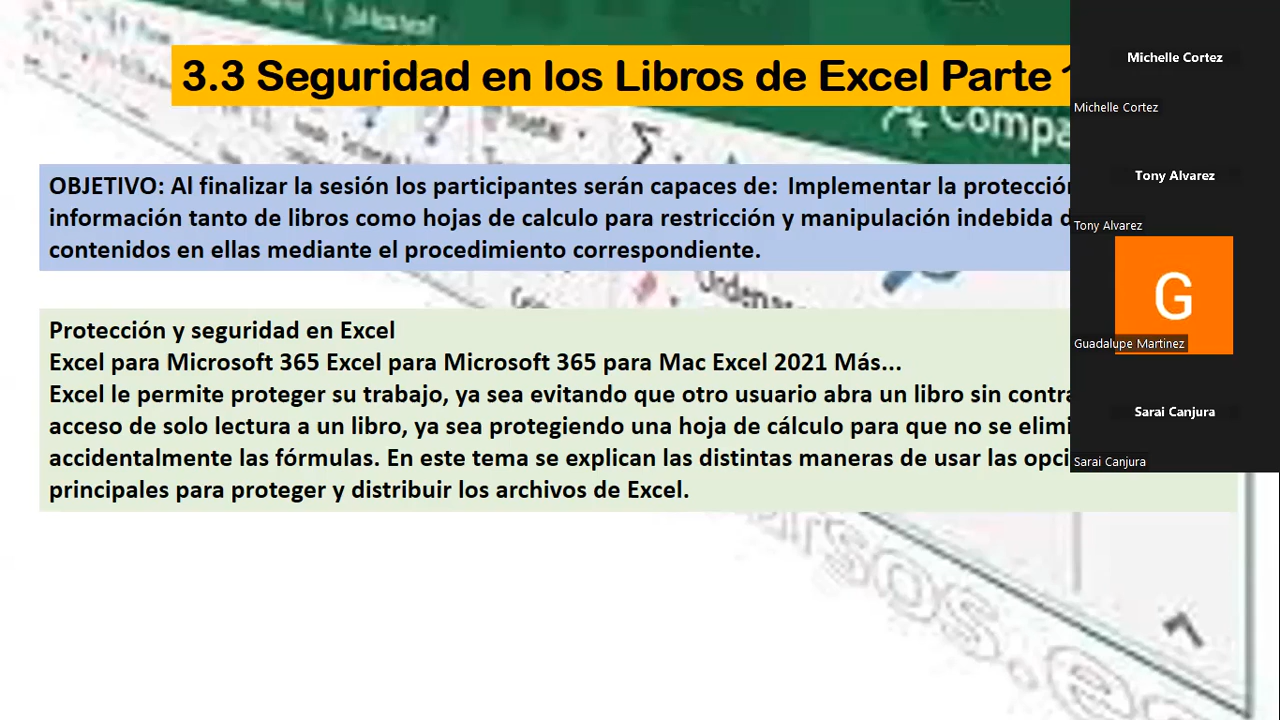 3.3 Seguridad en los Libros de Excel Parte
Compa
OBJETIVO: Al finalizar la sesión los participantes serán capaces de: Implementar la protección
información tanto de libros como hojas de calculo para restricción y manipulación indebida
contenidos en ellas mediante el procedimiento correspondiente.
Ordena
Protección y seguridad en Excel
Excel para Microsoft 365 Excel para Microsoft 365 para Mac Excel 2021 Más...
Excel le permite proteger su trabajo, ya sea evitando que otro usuario abra un libro sin contra
acceso de solo lectura a un libro, ya sea protegiendo una hoja de cálculo para que no se elimi
accidentalmente las fórmulas. En este tema se explican las distintas maneras de usar las opci
principales para proteger y distribuir los archivos de Excel.
Michelle Cortez
Michelle Cortez
Tony Alvarez
Tony Alvarez
G
Guadalupe Martinez
Sarai Canjura
Sarai Canjura